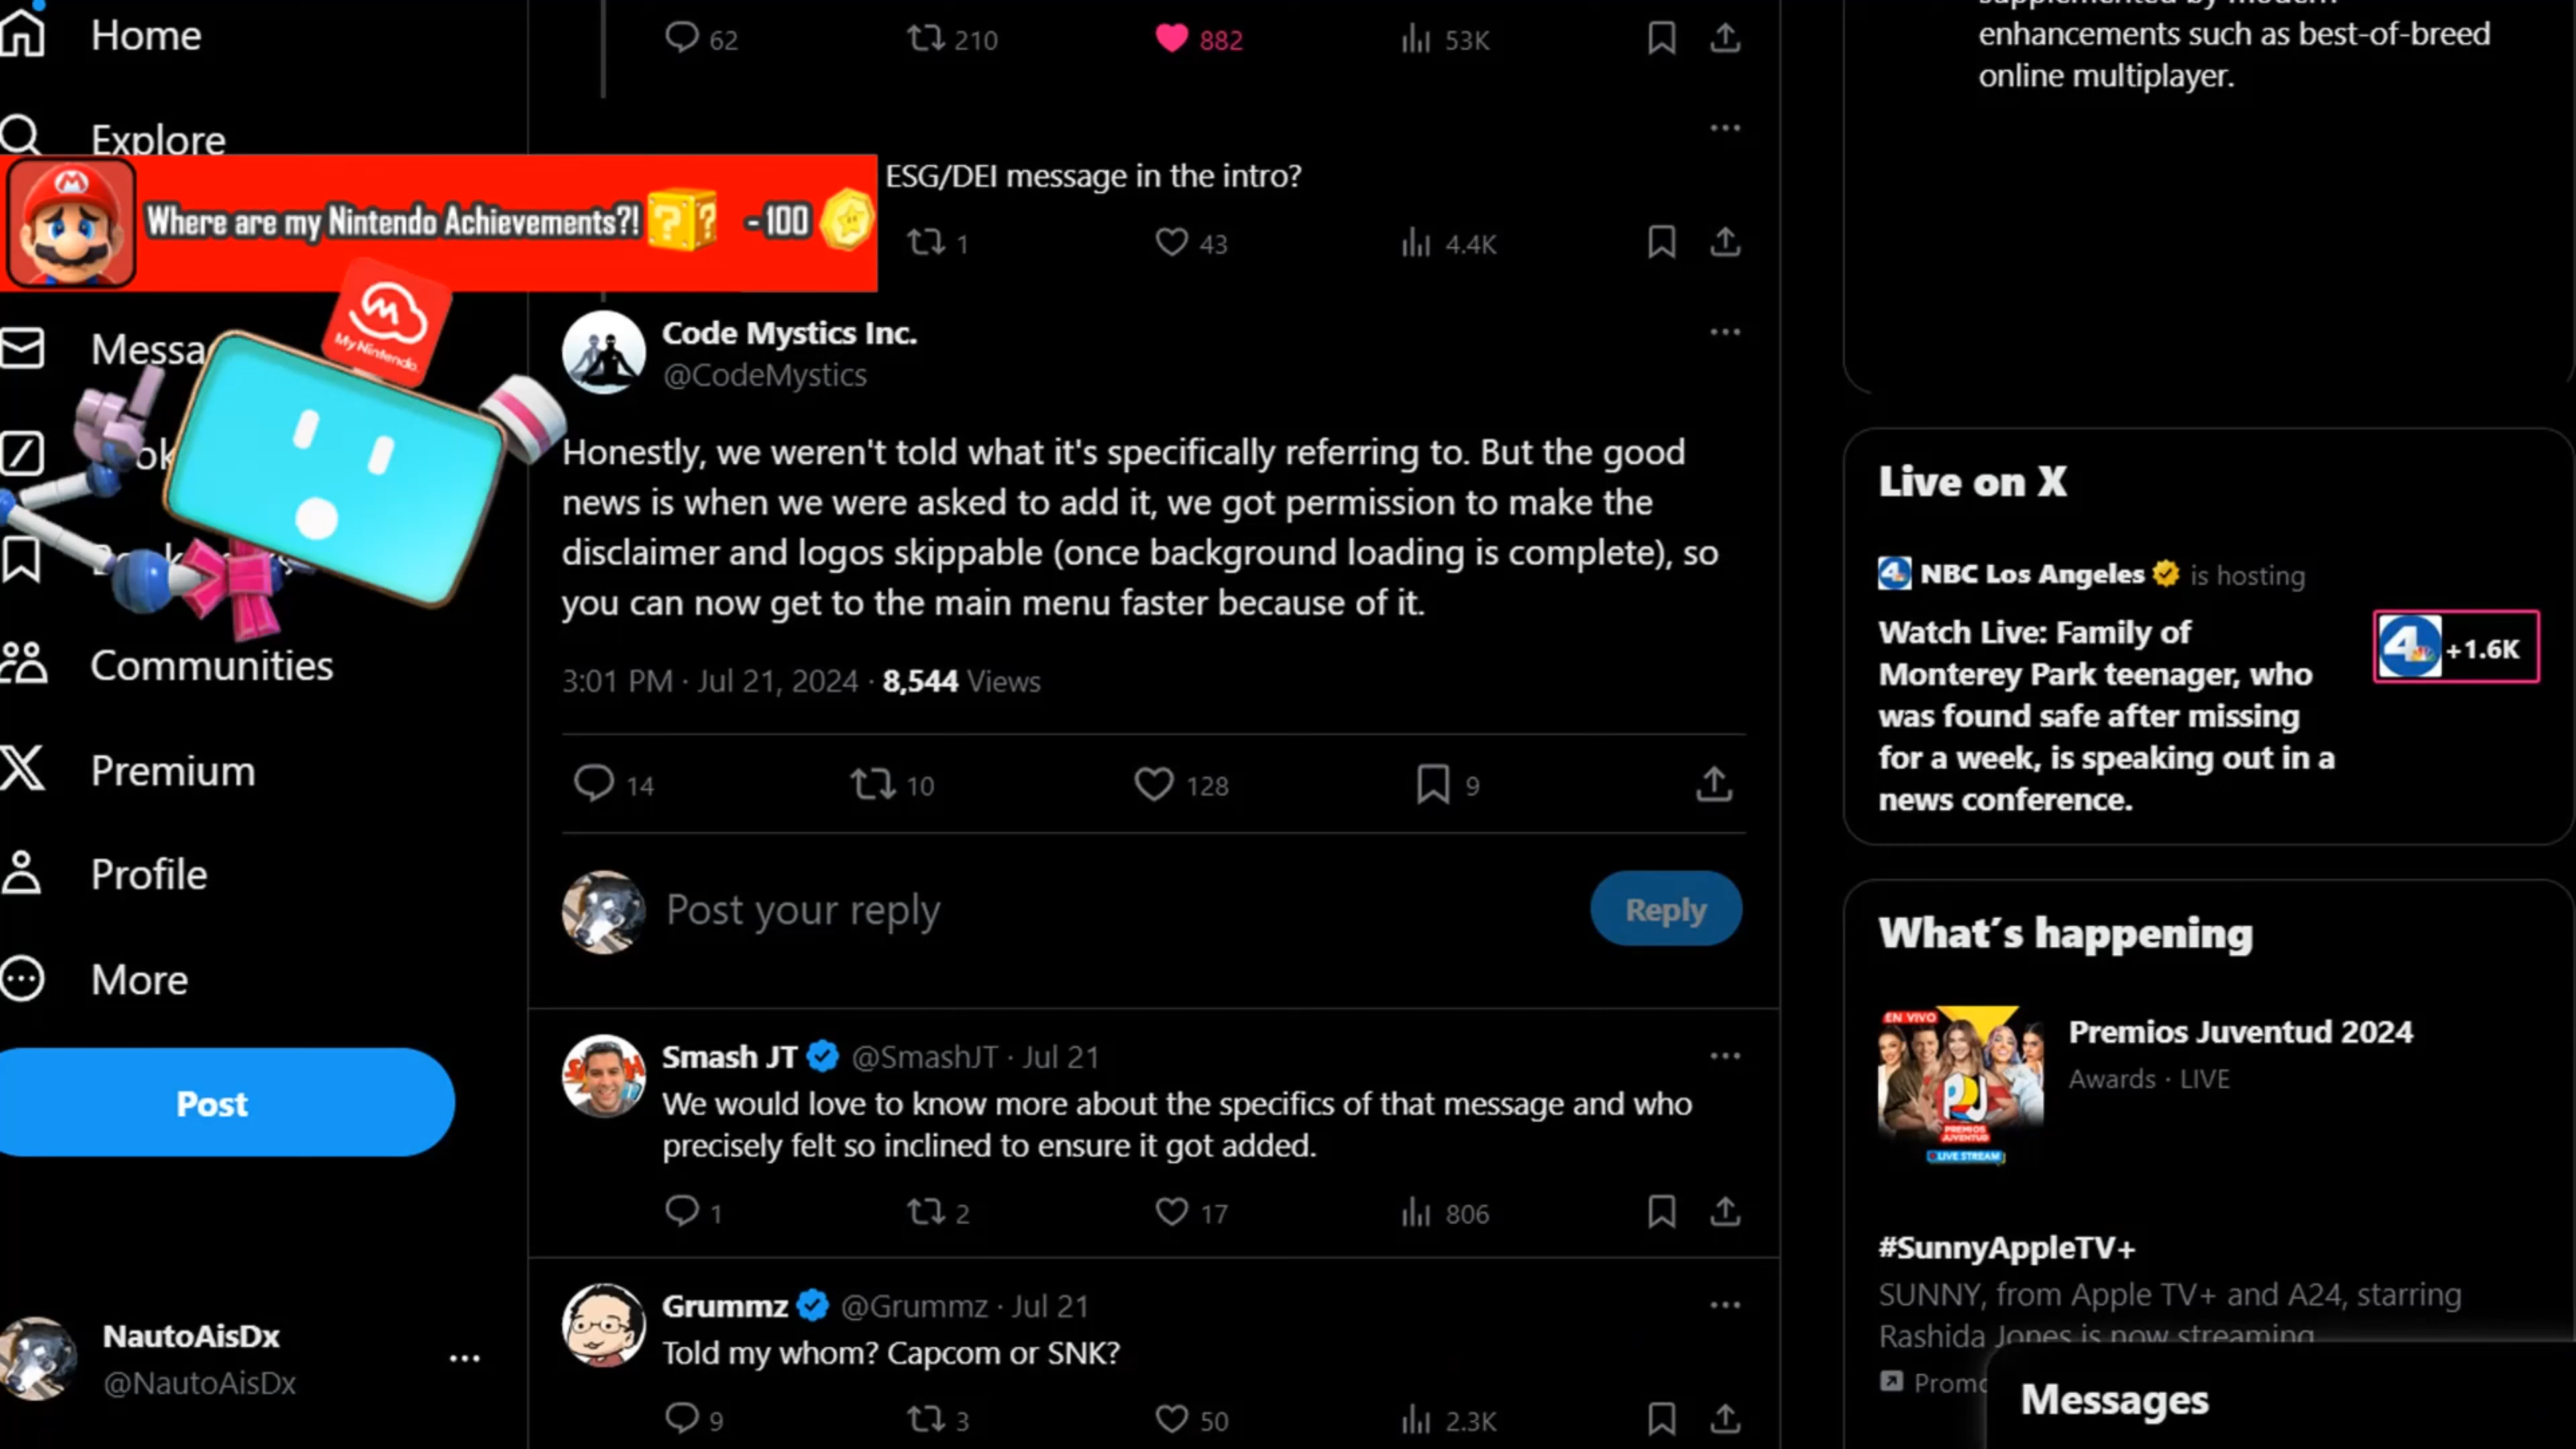 Home
Explore
Where are my Nintendo Achievements?! -100
My Nintendo
Messa
Communities
Premium
Profile
More
Post
NautoAisDx
@NautoAisDx
62 210 882 53K
ESG/DEI message in the intro?
1 43 4.4K
Code Mystics Inc.
@CodeMystics
Honestly, we weren't told what it's specifically referring to. But the good
news is when we were asked to add it, we got permission to make the
disclaimer and logos skippable (once background loading is complete), so
you can now get to the main menu faster because of it.
3:01 PM · Jul 21, 2024 · 8,544 Views
14 10 128 9
Post your reply
Reply
Smash JT @SmashJT · Jul 21
We would love to know more about the specifics of that message and who
precisely felt so inclined to ensure it got added.
1 2 17 806
Grummz @Grummz · Jul 21
Told my whom? Capcom or SNK?
9 3 50 2.3K
enhancements such as best-of-breed
online multiplayer.
Live on X
NBC Los Angeles is hosting
Watch Live: Family of
Monterey Park teenager, who
was found safe after missing
for a week, is speaking out in a
news conference.
4 +1.6K
What's happening
EN VIVO
PJ
PREMIOS
JUVENTUD
LIVE STREAM
Premios Juventud 2024
Awards · LIVE
#SunnyAppleTV+
SUNNY, from Apple TV+ and A24, starring
Rashida Jones is now streaming
Promo
Messages